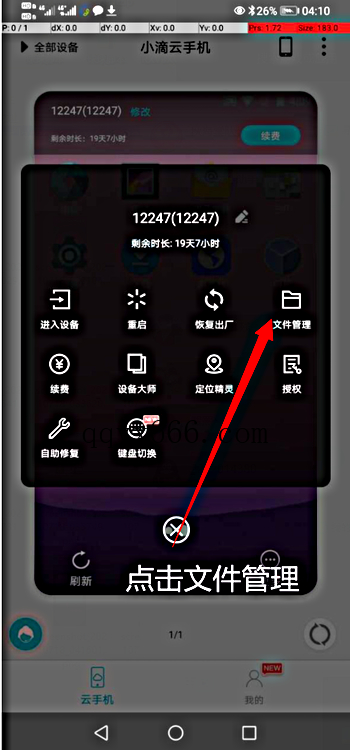 26% 04:10
P: 0 / 1 dX: 0.0 dY: 0.0 Xv: 0.0 Yv: 0.0 Prs: 1.72 Size: 183.0
全部设备 小滴云手机
12247(12247) 修改
剩余时长：19天7小时 续费
12247(12247)
剩余时长: 19天7小时
进入设备 重启 恢复出厂 文件管理
续费 设备大师 定位精灵 授权
自助修复 键盘切换
刷新
点击文件管理
1/1
NEW
云手机 我的